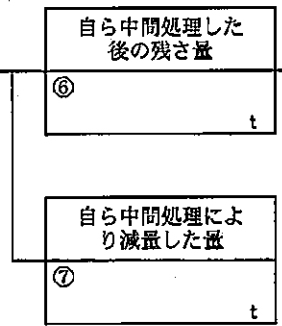 自ら中間処理した
後の残さ量
⑥
t
自ら中間処理によ
り減量した量
⑦
t